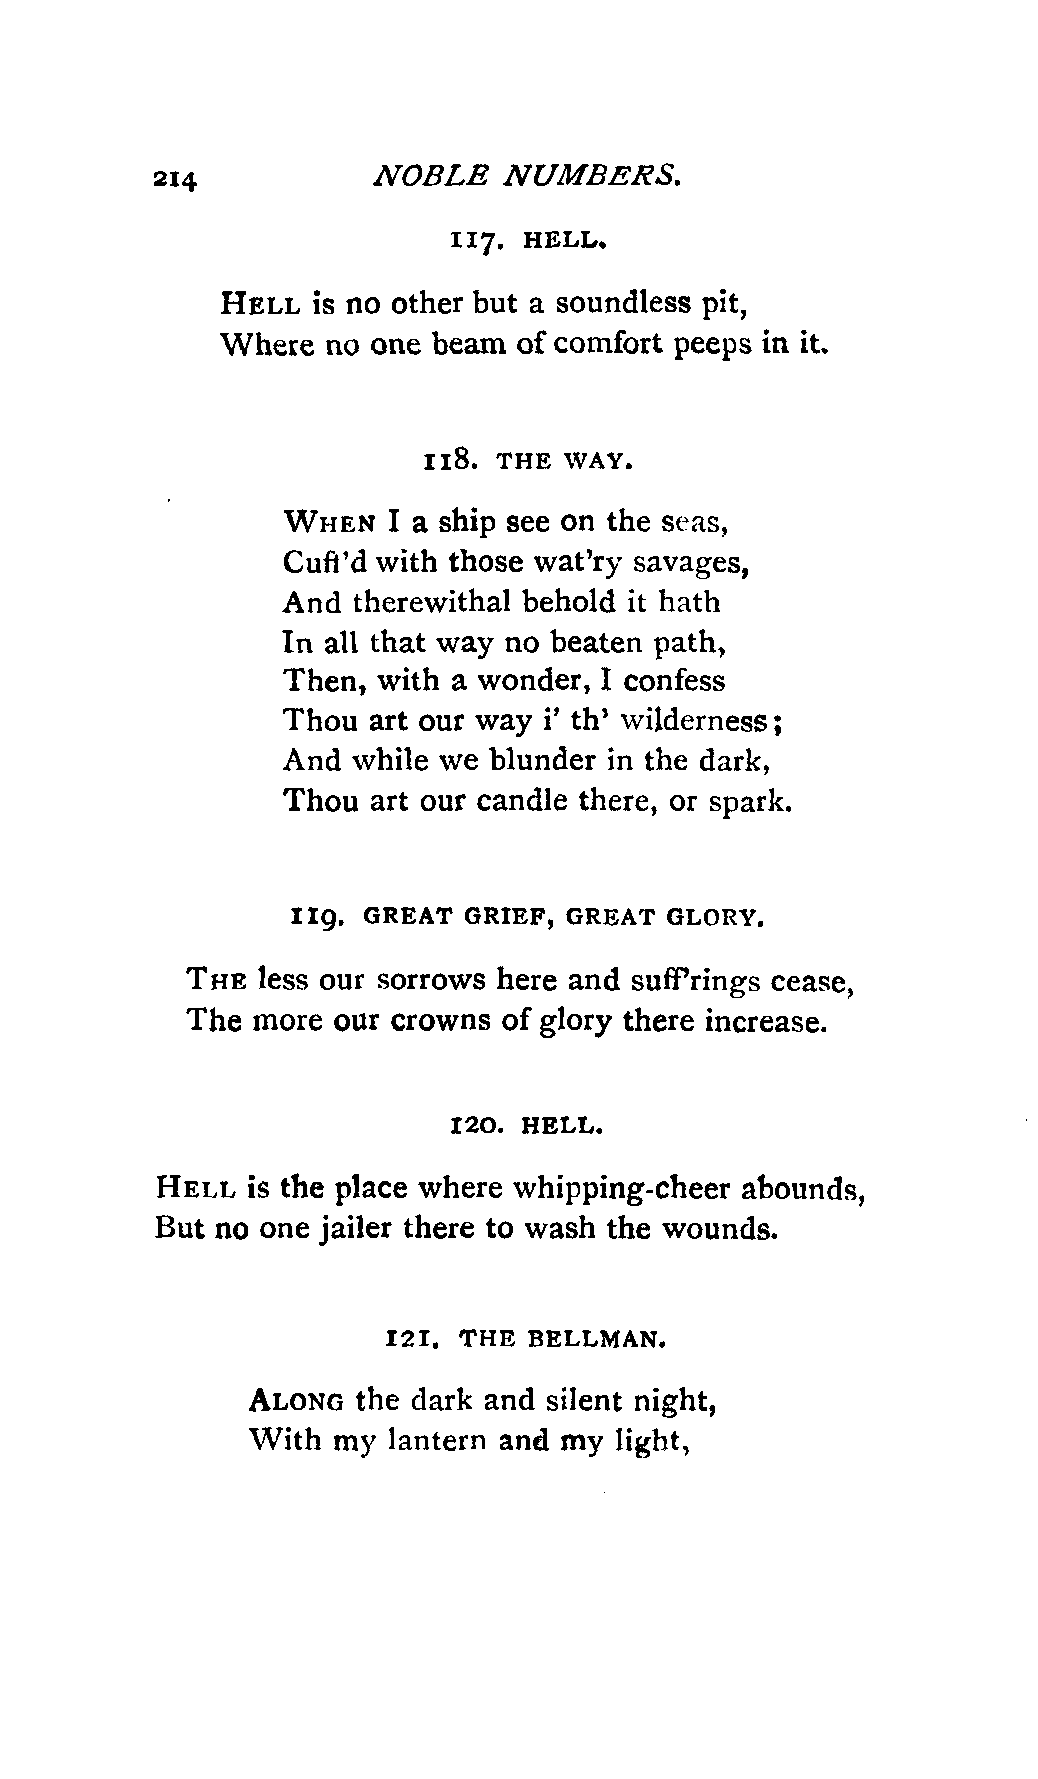 214 NOBLE NUMBERS.
117. HELL.
HELL is no other but a soundless pit,
Where no one beam of comfort peeps in it.
118. THE WAY.
WHEN I a ship see on the seas,
Cuff'd with those wat'ry savages,
And therewithal behold it hath
In all that way no beaten path,
Then, with a wonder, I confess
Thou art our way i' th' wilderness;
And while we blunder in the dark,
Thou art our candle there, or spark.
119. GREAT GRIEF, GREAT GLORY.
THE less our sorrows here and suff'rings cease,
The more our crowns of glory there increase.
120. HELL.
HELL is the place where whipping-cheer abounds,
But no one jailer there to wash the wounds.
121. THE BELLMAN.
ALONG the dark and silent night,
With my lantern and my light,